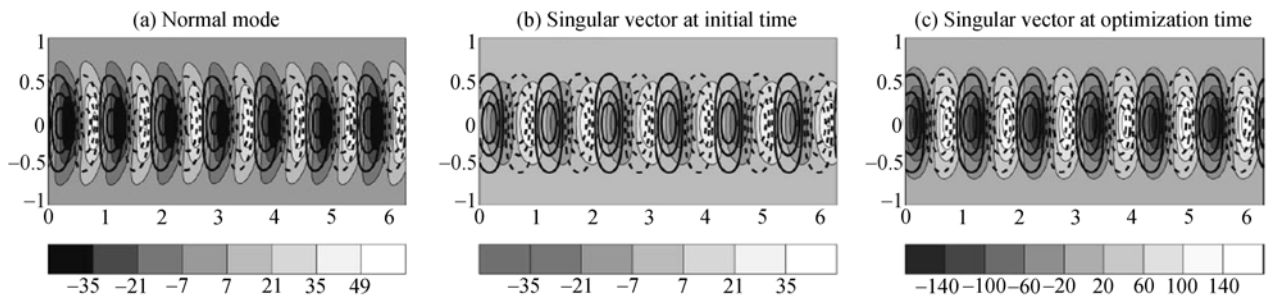 (a) Normal mode
1
0.5
0
−0.5
−1
0 1 2 3 4 5 6
−35 −21 −7 7 21 35 49
(b) Singular vector at initial time
1
0.5
0
−0.5
−1
0 1 2 3 4 5 6
−35 −21 −7 7 21 35
(c) Singular vector at optimization time
1
0.5
0
−0.5
−1
0 1 2 3 4 5 6
−140 −100 −60 −20 20 60 100 140